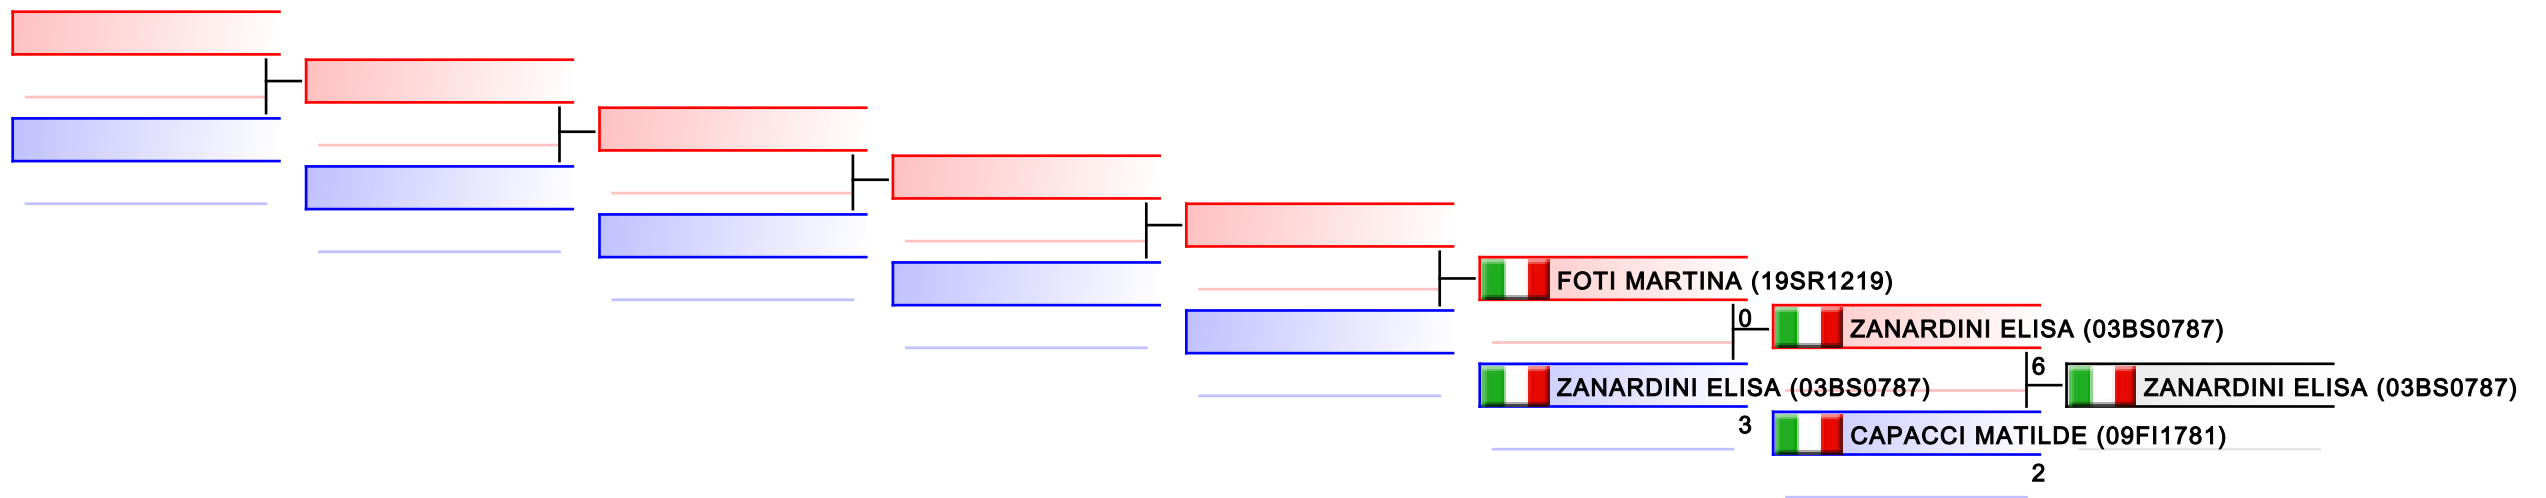 FOTI MARTINA (19SR1219)
0
ZANARDINI ELISA (03BS0787)
3
ZANARDINI ELISA (03BS0787)
6
CAPACCI MATILDE (09FI1781)
2
ZANARDINI ELISA (03BS0787)